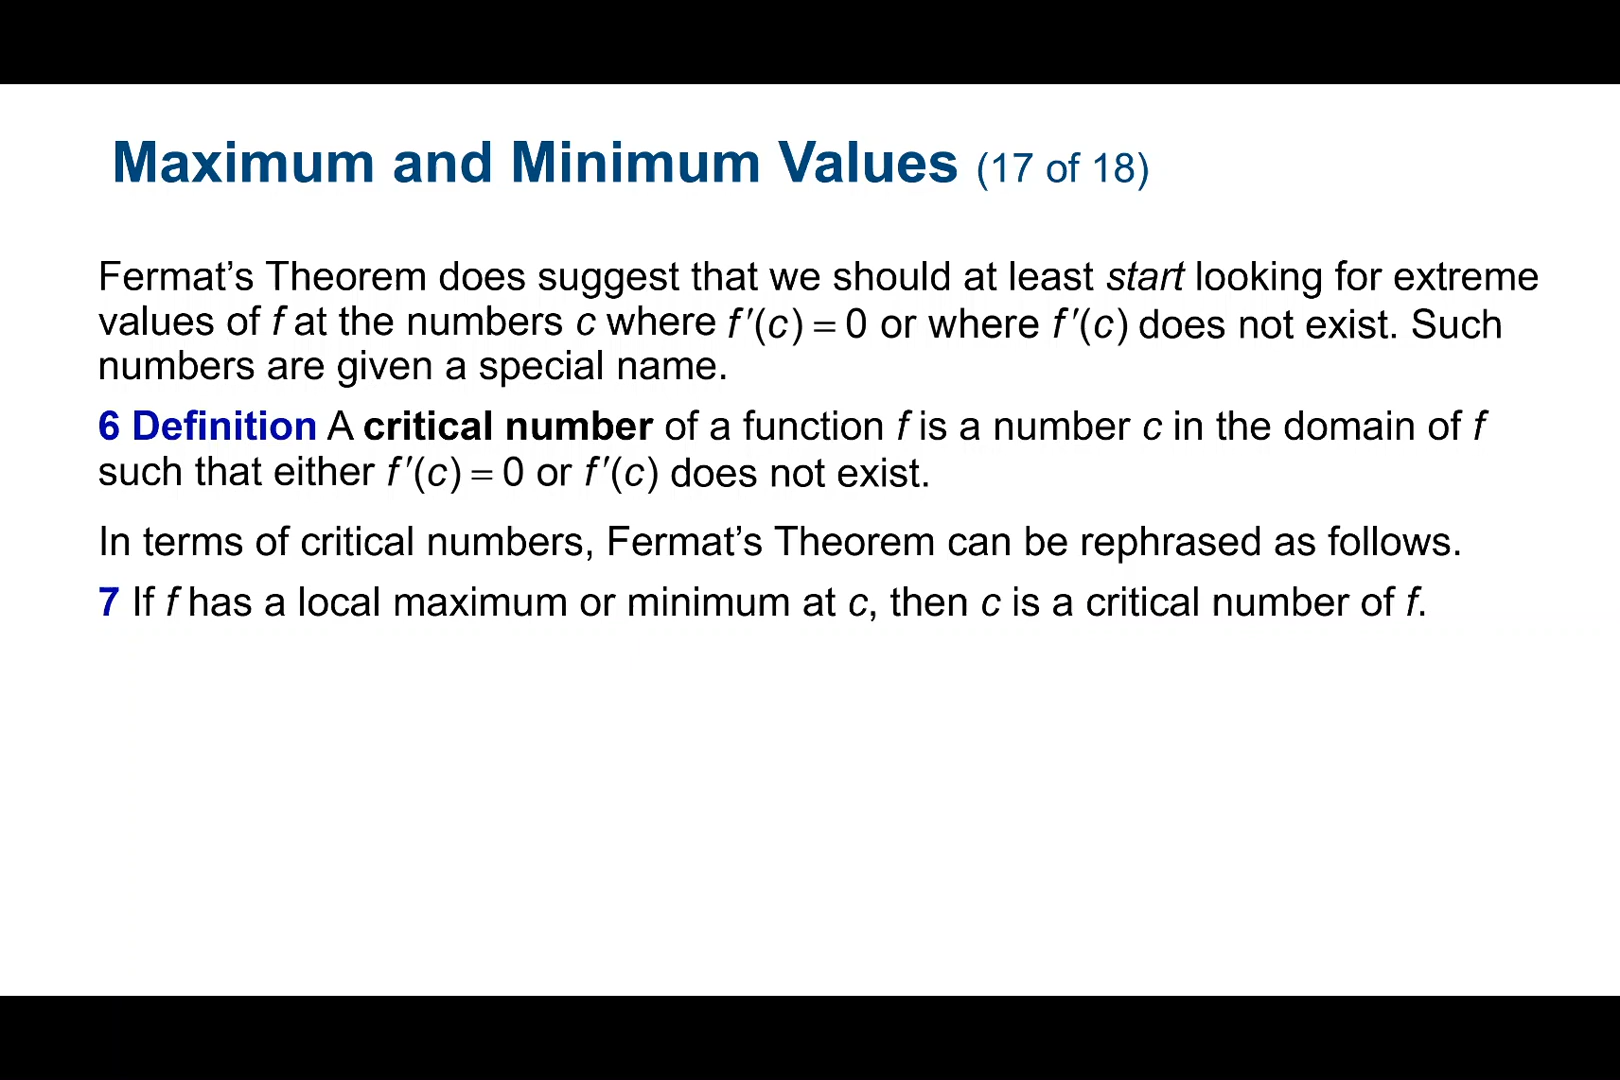 Maximum and Minimum Values (17 of 18)
Fermat’s Theorem does suggest that we should at least start looking for extreme
values of f at the numbers c where f ′(c) = 0 or where f ′(c) does not exist. Such
numbers are given a special name.
6 Definition A critical number of a function f is a number c in the domain of f
such that either f ′(c) = 0 or f ′(c) does not exist.
In terms of critical numbers, Fermat’s Theorem can be rephrased as follows.
7 If f has a local maximum or minimum at c, then c is a critical number of f.